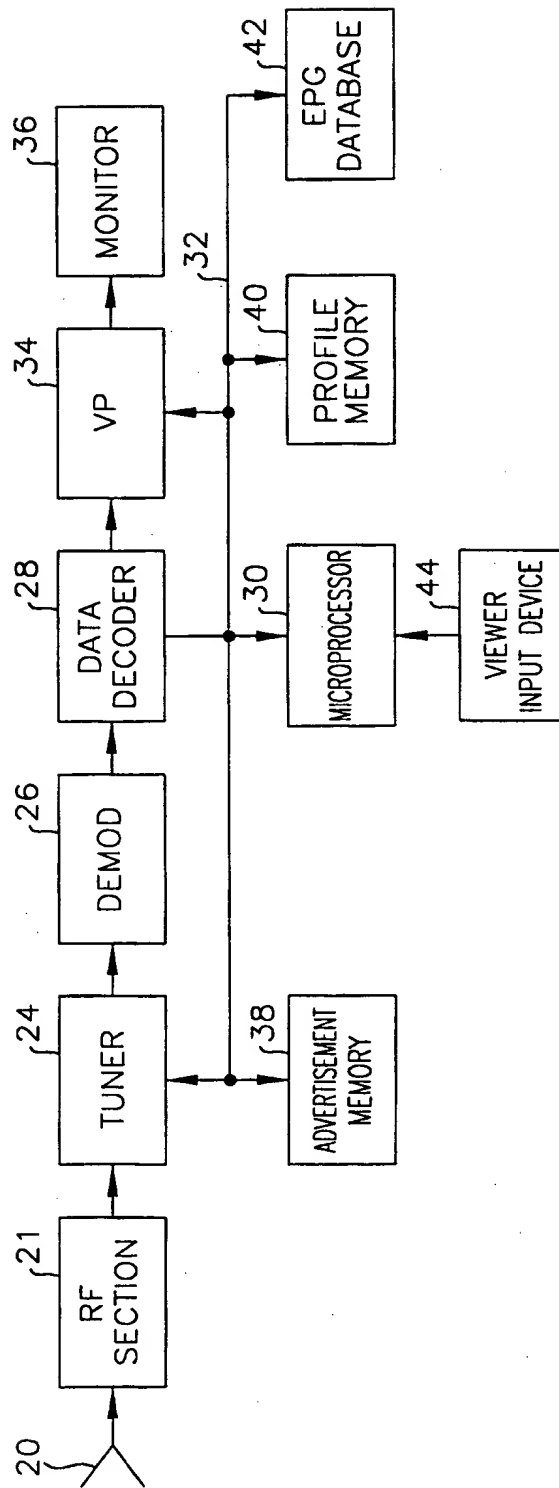 20
21
RF
SECTION
24
TUNER
26
DEMOD
28
DATA
DECODER
34
VP
36
MONITOR
32
38
ADVERTISEMENT
MEMORY
30
MICROPROCESSOR
40
PROFILE
MEMORY
42
EPG
DATABASE
44
VIEWER
INPUT DEVICE